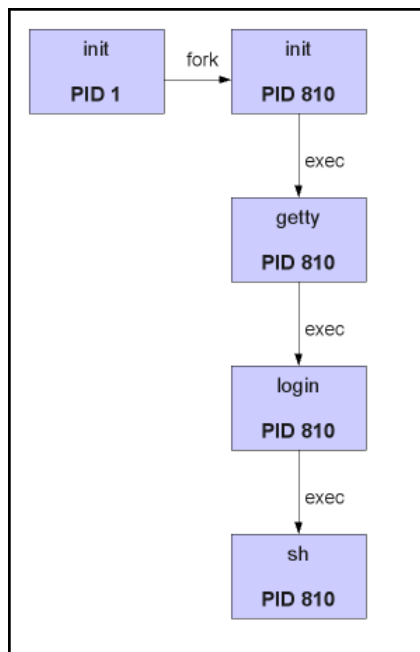 init
PID 1
fork
init
PID 810
exec
getty
PID 810
exec
login
PID 810
exec
sh
PID 810